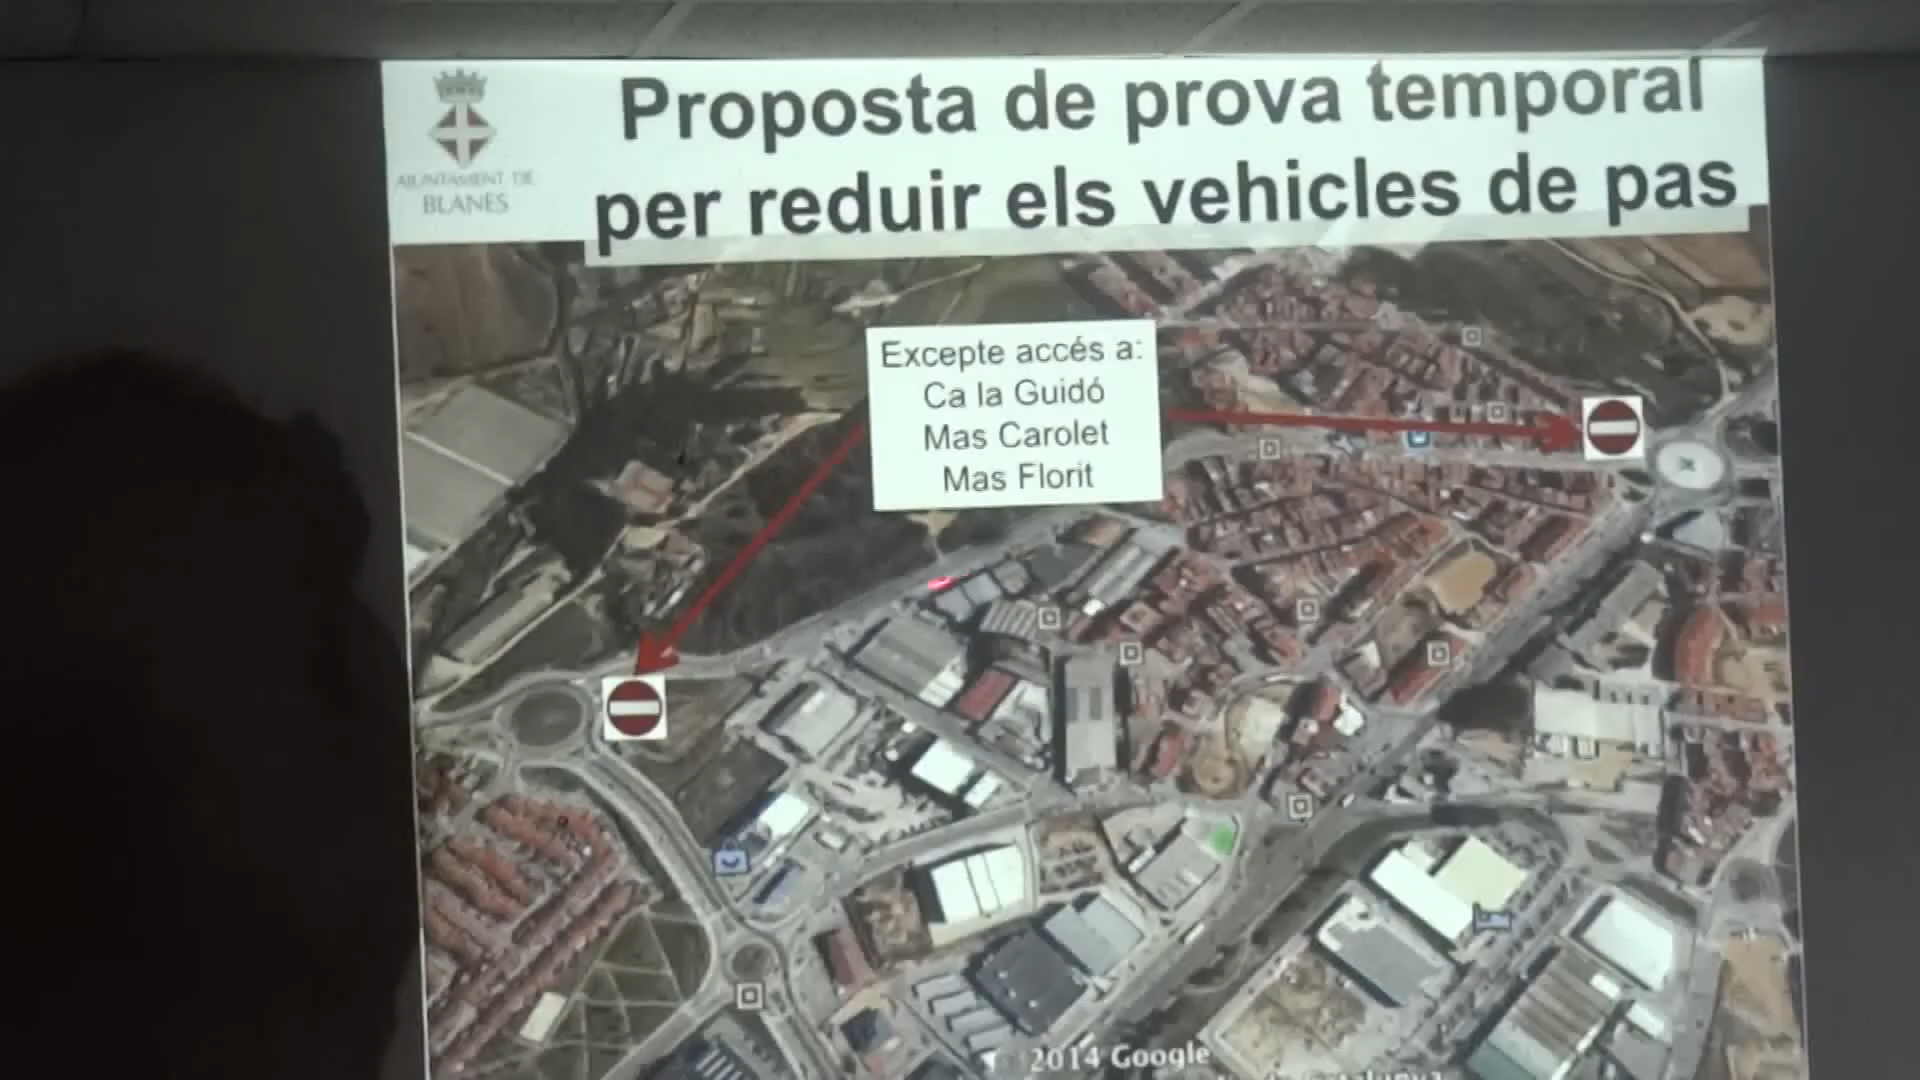 Proposta de prova temporal
per reduir els vehicles de pas
AJUNTAMENT DE
BLANES
Excepte accés a:
Ca la Guidó
Mas Carolet
Mas Florit
2014 Google